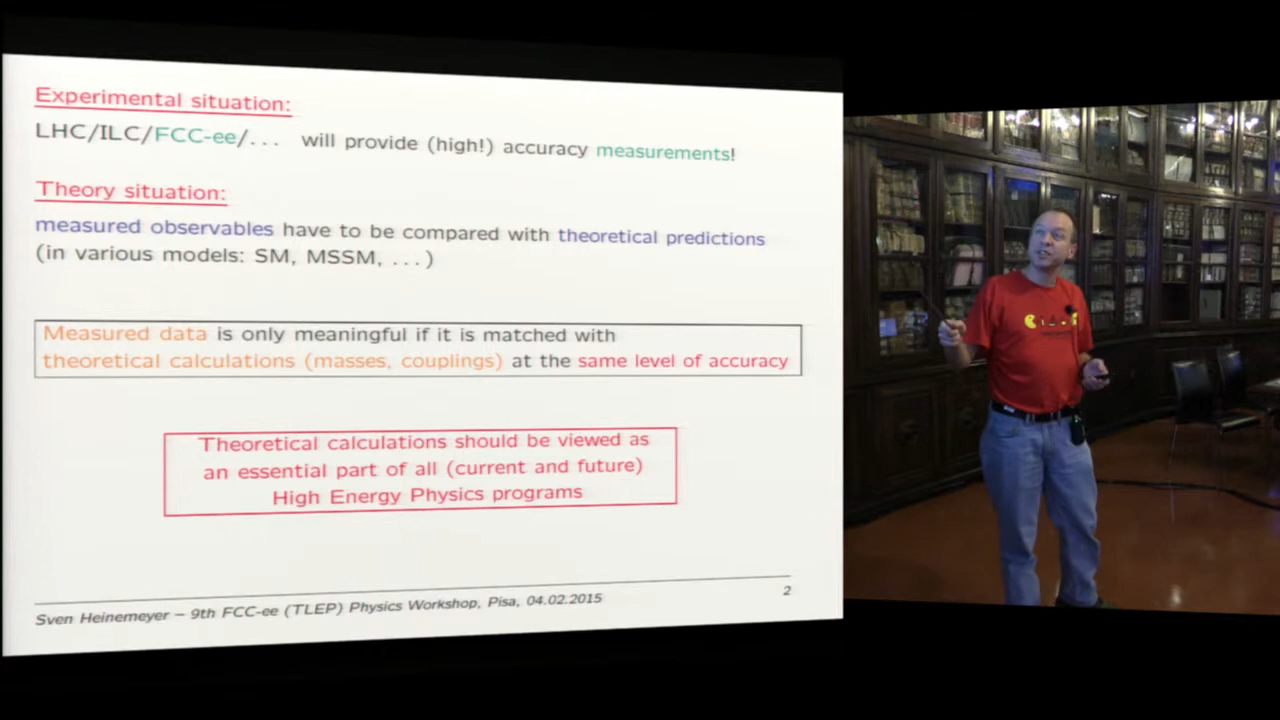 Experimental situation:
LHC/ILC/FCC-ee/... will provide (high!) accuracy measurements!
Theory situation:
measured observables have to be compared with theoretical predictions
(in various models: SM, MSSM, ...)
Measured data is only meaningful if it is matched with
theoretical calculations (masses, couplings) at the same level of accuracy
Theoretical calculations should be viewed as
an essential part of all (current and future)
High Energy Physics programs
Sven Heinemeyer – 9th FCC-ee (TLEP) Physics Workshop, Pisa, 04.02.2015
2